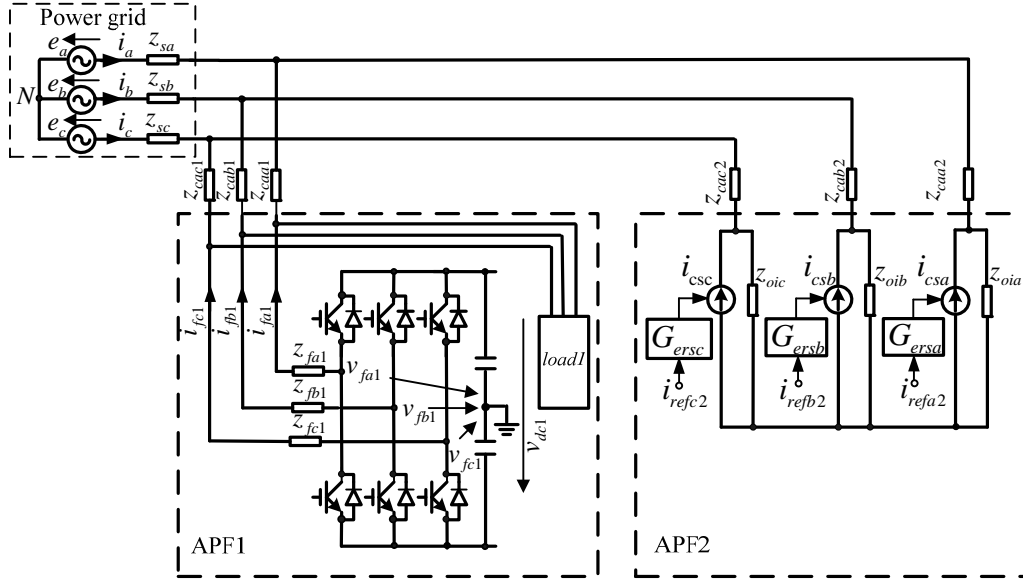 Power grid
e_a i_a z_sa
N e_b i_b z_sb
e_c i_c z_sc
z_cac1 z_cab1 z_caa1
z_cac2 z_cab2 z_caa2
i_fc1 i_fb1 i_fa1
z_fa1
z_fb1
z_fc1
v_fa1
v_fb1
v_fc1
v_dc1
load1
APF1
i_csc z_oic
i_csb z_oib
i_csa z_oia
G_ersc G_ersb G_ersa
i_refc2 i_refb2 i_refa2
APF2